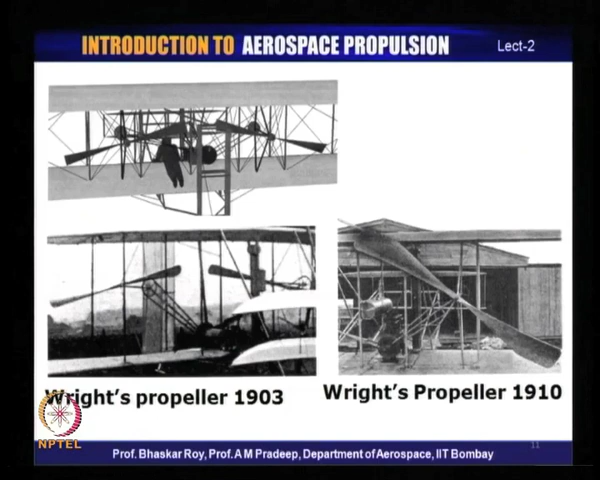 INTRODUCTION TO AEROSPACE PROPULSION
Lect-2
Wright's propeller 1903
Wright's Propeller 1910
NPTEL
11
Prof. Bhaskar Roy, Prof. A M Pradeep, Department of Aerospace, IIT Bombay